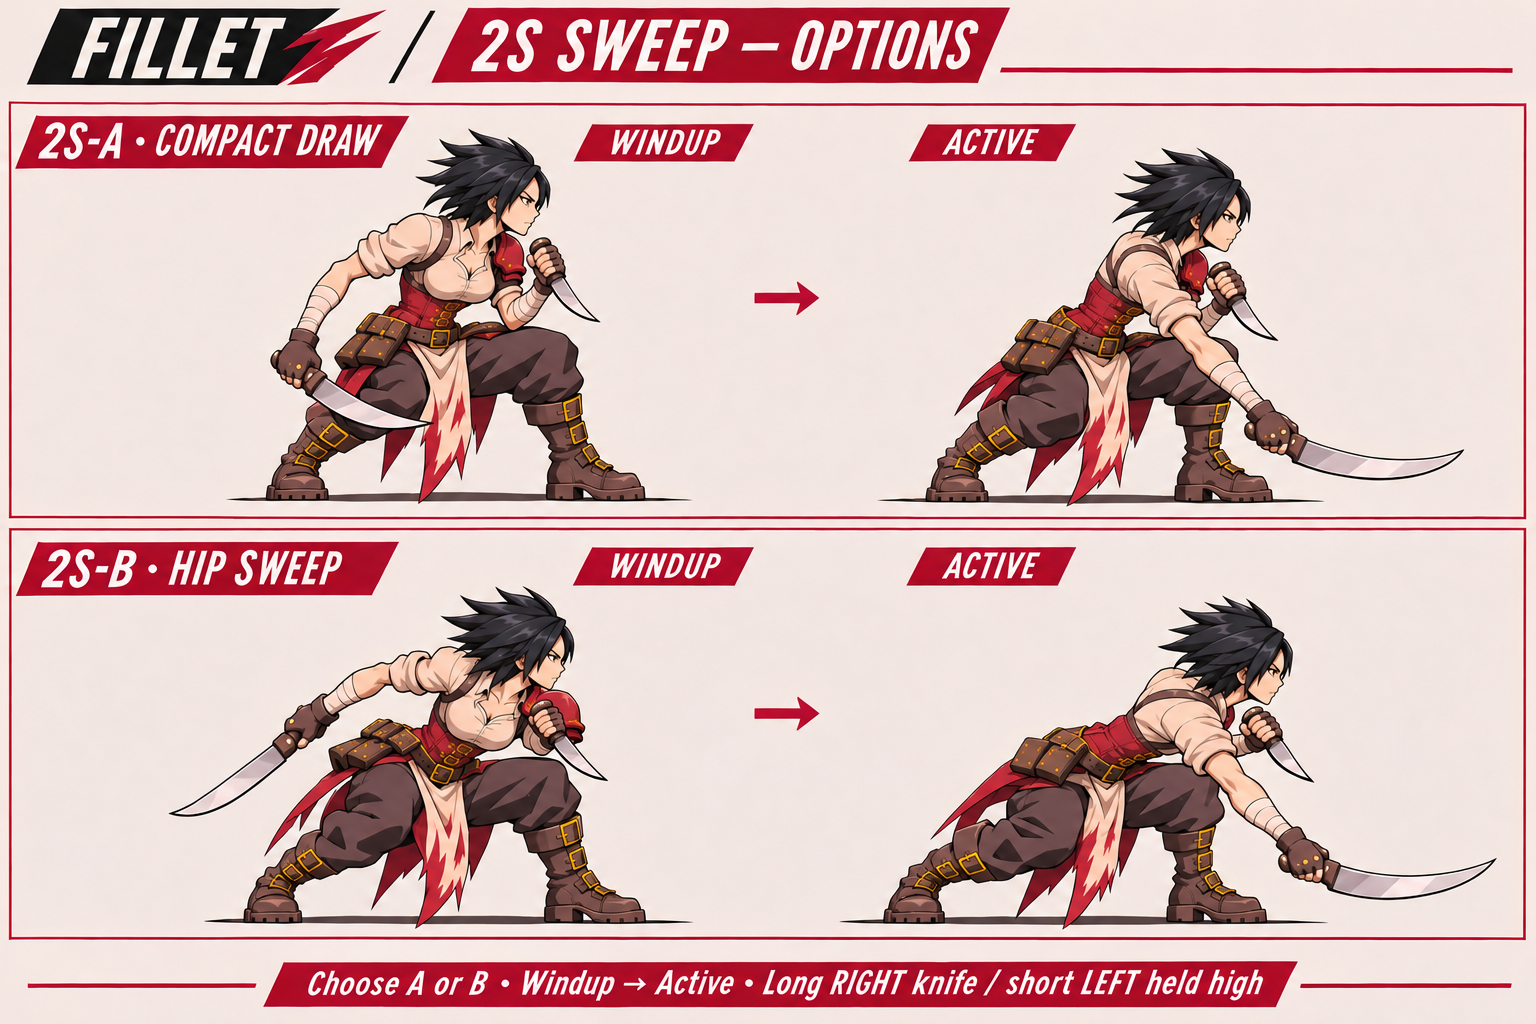 FILLET / 2S SWEEP — OPTIONS
2S-A • COMPACT DRAW
WINDUP
ACTIVE
2S-B • HIP SWEEP
WINDUP
ACTIVE
Choose A or B • Windup → Active • Long RIGHT knife / short LEFT held high